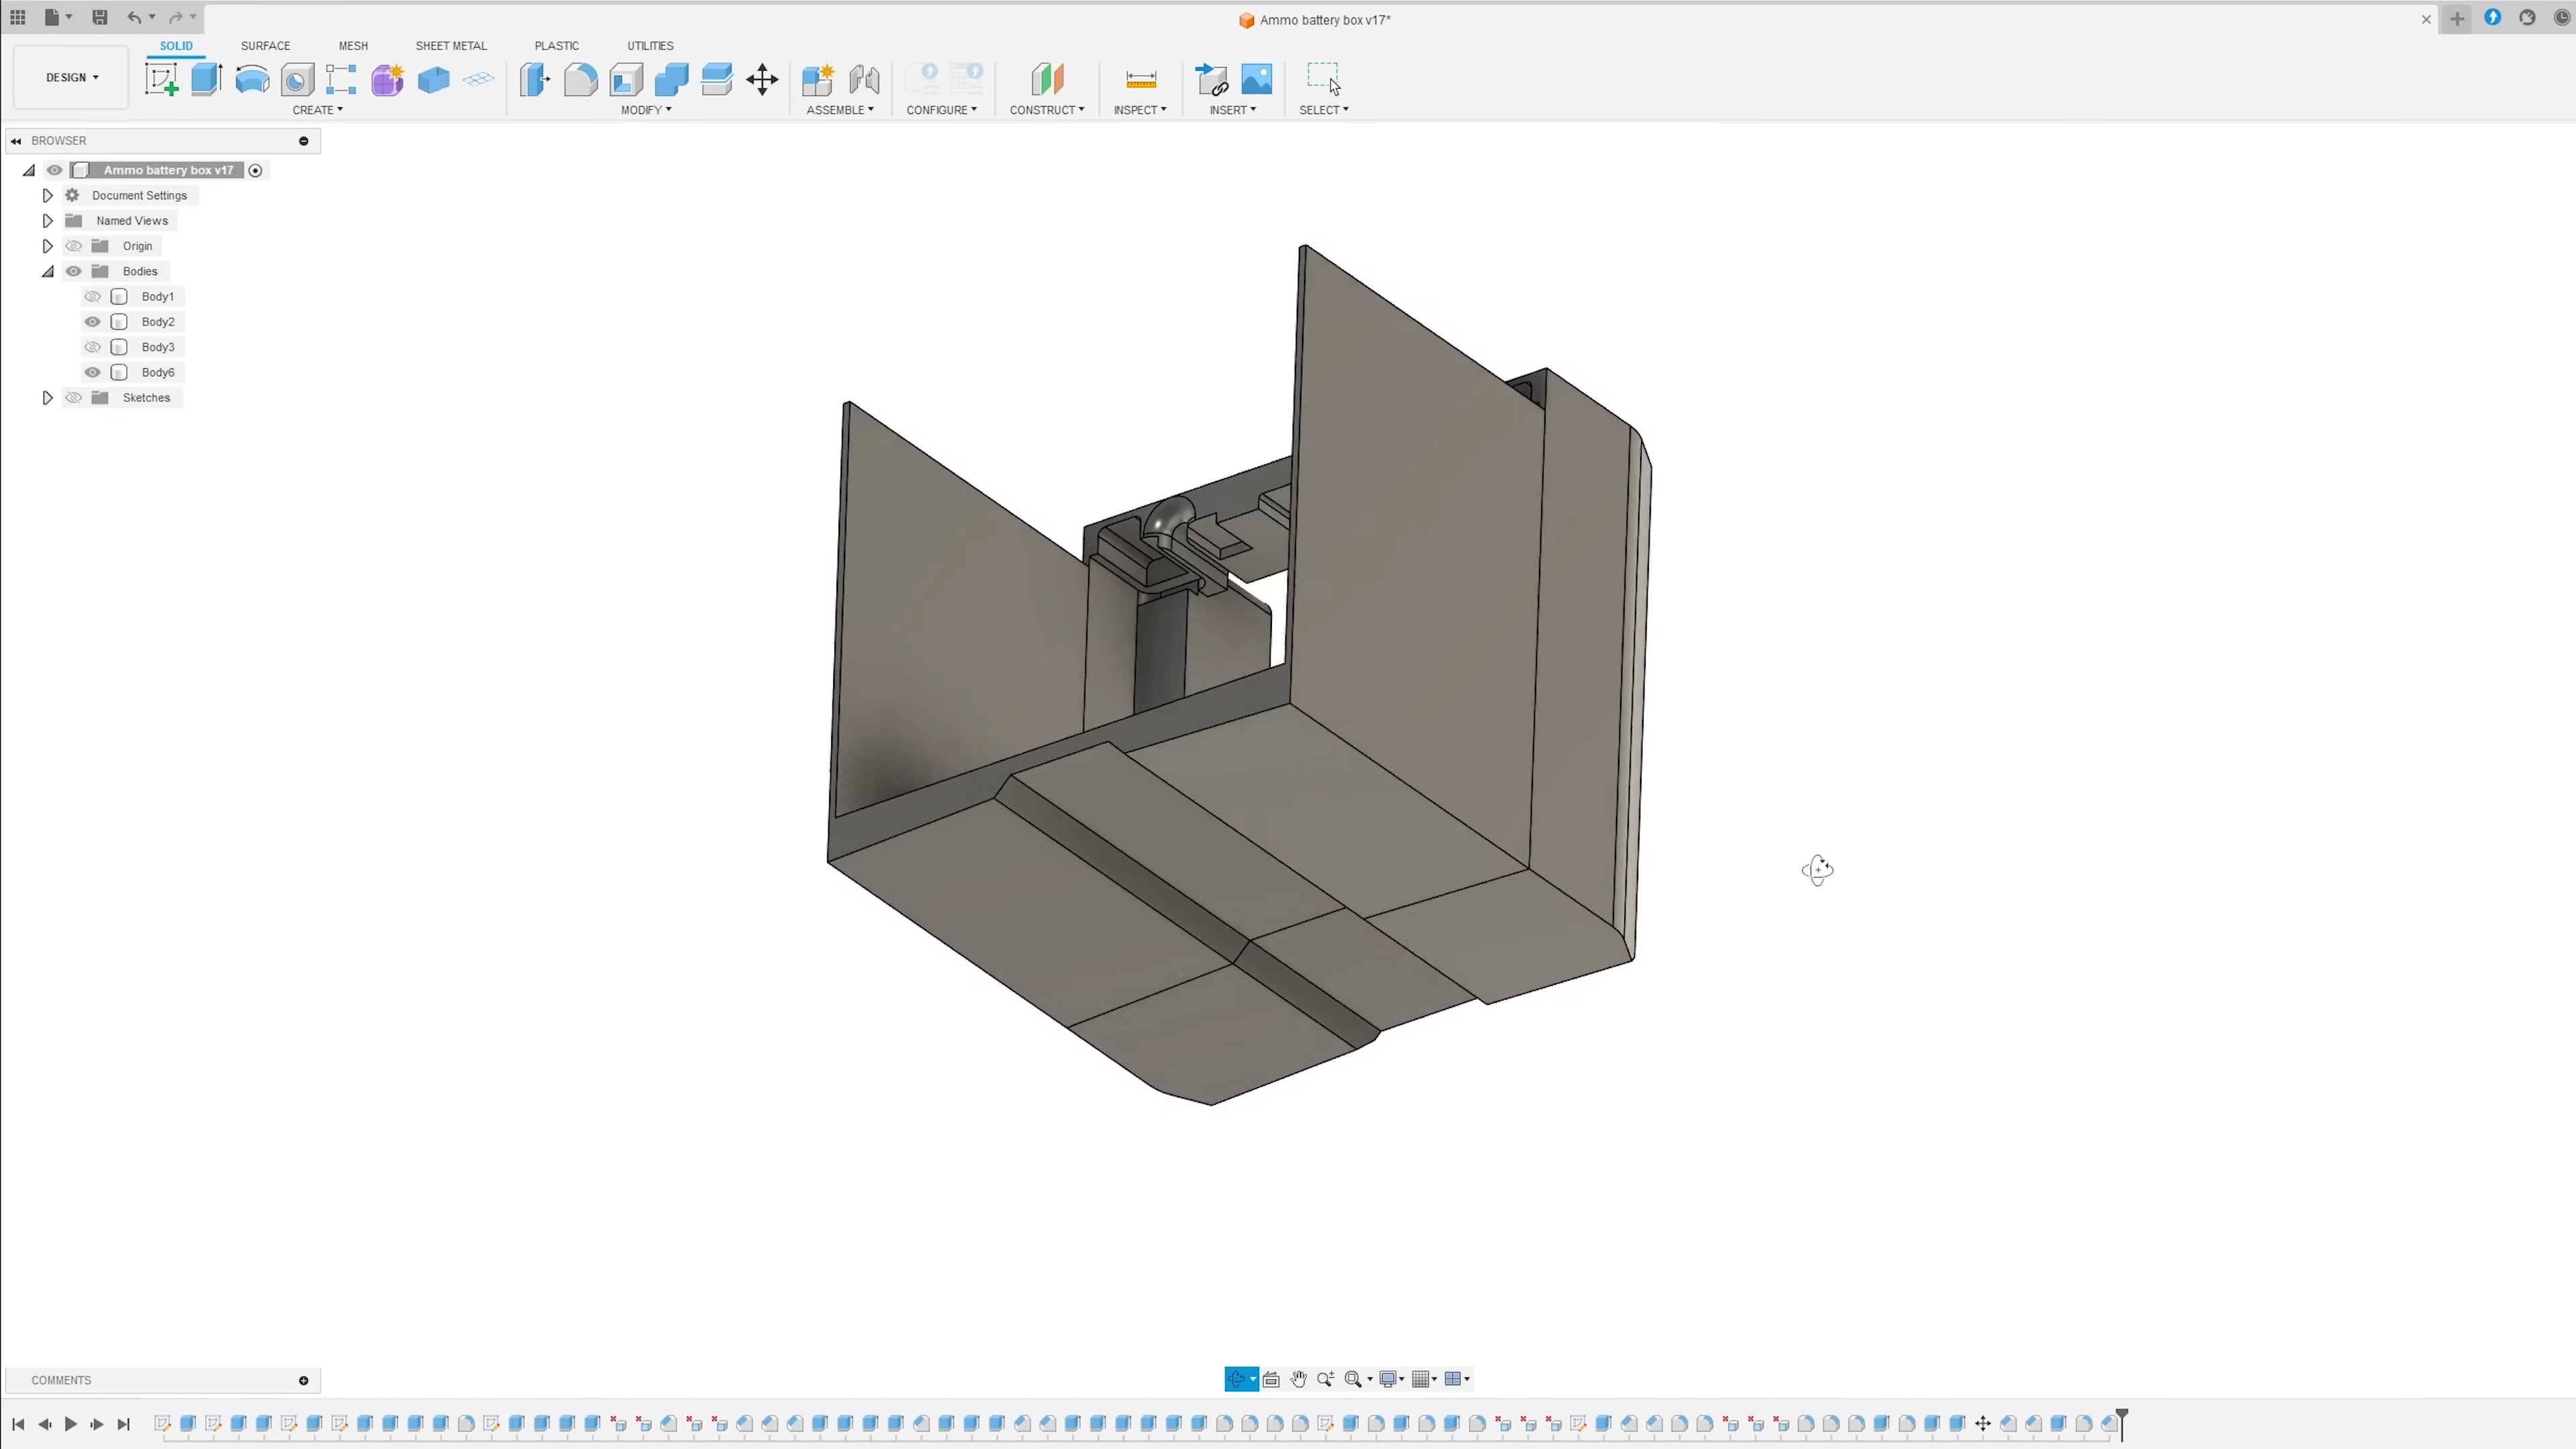 Ammo battery box v17*
SOLID SURFACE MESH SHEET METAL PLASTIC UTILITIES
DESIGN
CREATE MODIFY ASSEMBLE CONFIGURE CONSTRUCT INSPECT INSERT SELECT
BROWSER
Ammo battery box v17
Document Settings
Named Views
Origin
Bodies
Body1
Body2
Body3
Body6
Sketches
COMMENTS